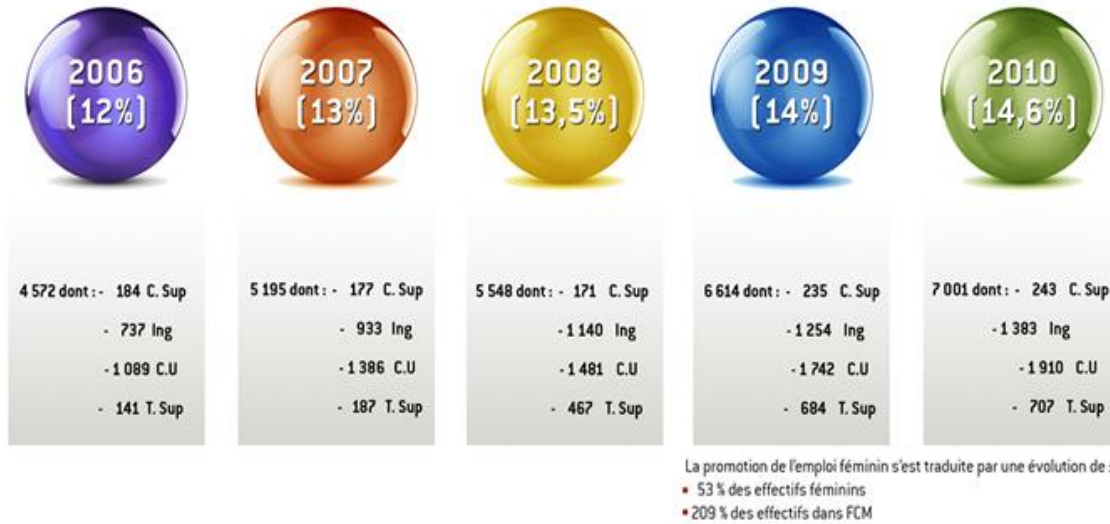 2006
(12%)
2007
(13%)
2008
(13,5%)
2009
(14%)
2010
(14,6%)
4 572 dont : - 184 C. Sup
- 737 Ing
- 1 089 C.U
- 141 T. Sup
5 195 dont : - 177 C. Sup
- 933 Ing
- 1 386 C.U
- 187 T. Sup
5 548 dont : - 171 C. Sup
- 1 140 Ing
- 1 481 C.U
- 467 T. Sup
6 614 dont : - 235 C. Sup
- 1 254 Ing
- 1 742 C.U
- 684 T. Sup
7 001 dont : - 243 C. Sup
- 1 383 Ing
- 1 910 C.U
- 707 T. Sup
La promotion de l'emploi féminin s'est traduite par une évolution de :
▪ 53 % des effectifs féminins
▪ 209 % des effectifs dans FCM